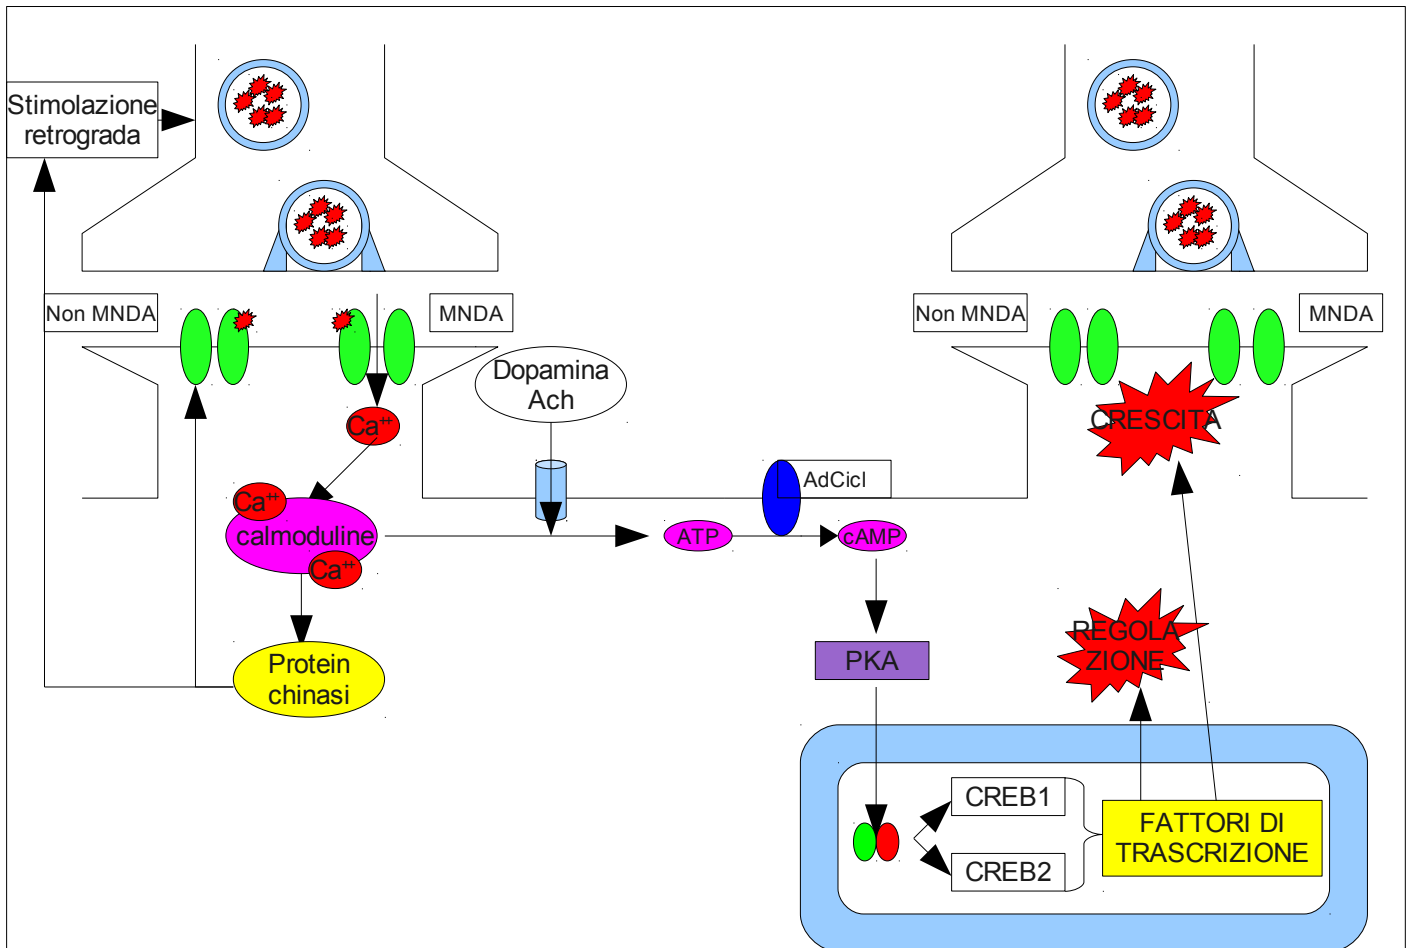 Stimolazione
retrograda
Non MNDA
MNDA
Non MNDA
MNDA
Dopamina
Ach
Ca++
CRESCITA
AdCicl
Ca++
calmoduline
ATP
cAMP
Ca++
REGOLA
ZIONE
Protein
chinasi
PKA
CREB1
FATTORI DI
TRASCRIZIONE
CREB2